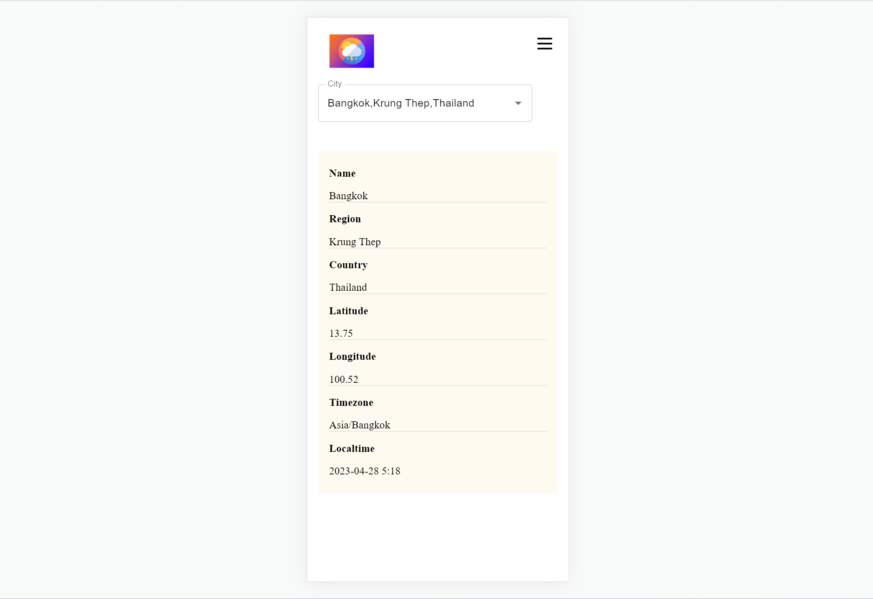 City
Bangkok,Krung Thep,Thailand
Name
Bangkok
Region
Krung Thep
Country
Thailand
Latitude
13.75
Longitude
100.52
Timezone
Asia/Bangkok
Localtime
2023-04-28 5:18